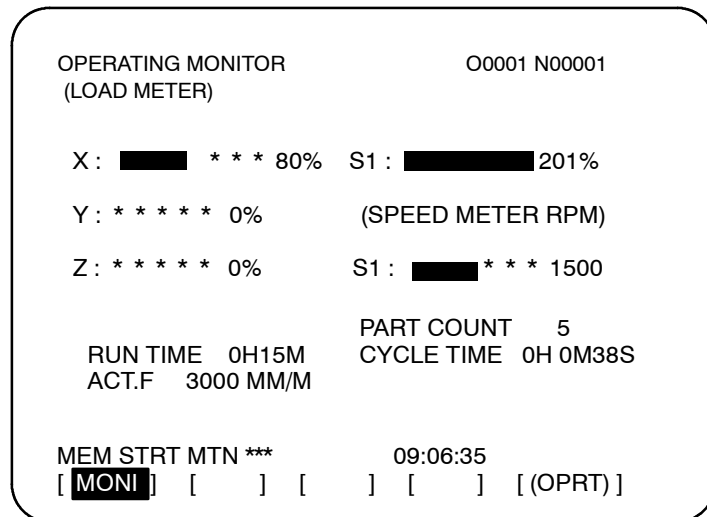 OPERATING MONITOR O0001 N00001
(LOAD METER)
X : * * * 80% S1 : 201%
Y : * * * * * 0% (SPEED METER RPM)
Z : * * * * * 0% S1 : * * * 1500
PART COUNT 5
RUN TIME 0H15M CYCLE TIME 0H 0M38S
ACT.F 3000 MM/M
MEM STRT MTN *** 09:06:35
[ MONI ] [ ] [ ] [ ] [ (OPRT) ]